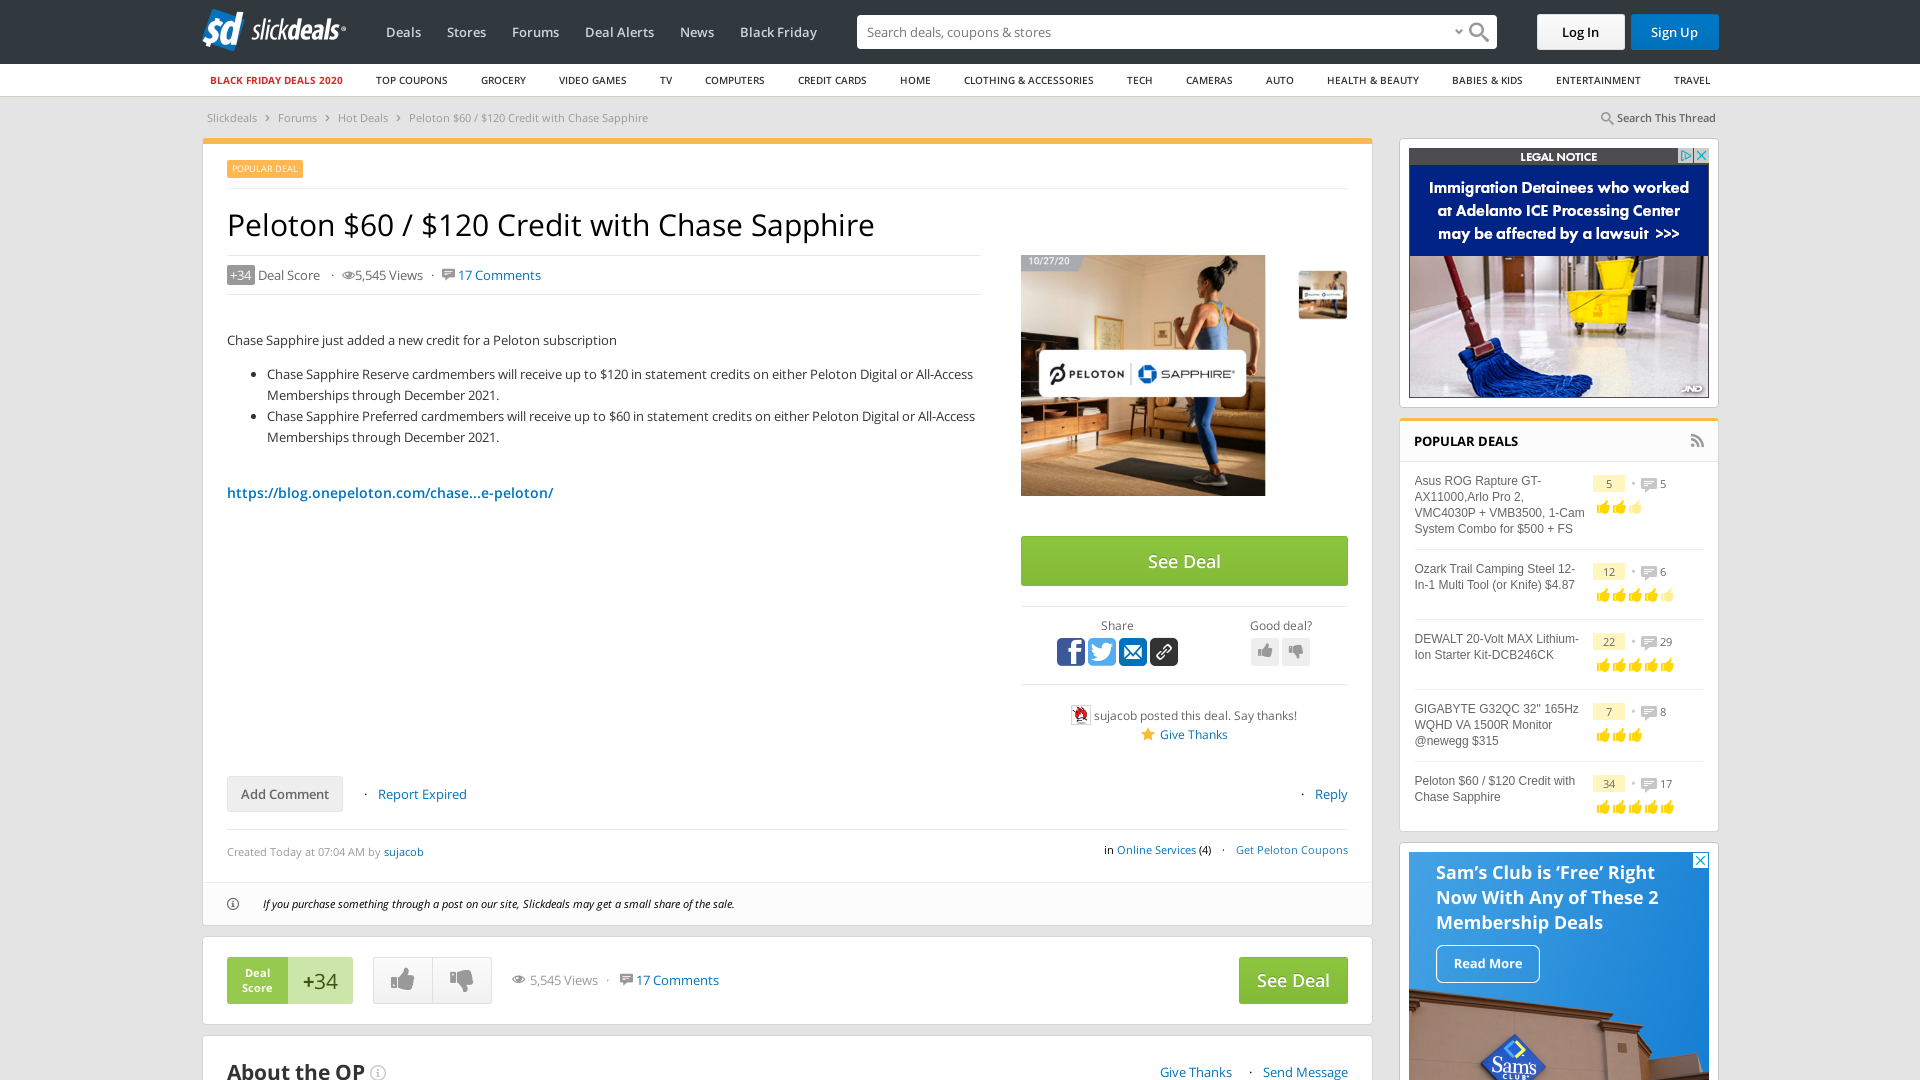 slickdeals
Deals
Stores
Forums
Deal Alerts
News
Black Friday
Search deals, coupons & stores
Log In
Sign Up
BLACK FRIDAY DEALS 2020
TOP COUPONS
GROCERY
VIDEO GAMES
TV
COMPUTERS
CREDIT CARDS
HOME
CLOTHING & ACCESSORIES
TECH
CAMERAS
AUTO
HEALTH & BEAUTY
BABIES & KIDS
ENTERTAINMENT
TRAVEL
Slickdeals › Forums › Hot Deals › Peloton $60 / $120 Credit with Chase Sapphire
Search This Thread
POPULAR DEAL
Peloton $60 / $120 Credit with Chase Sapphire
+34 Deal Score · 5,545 Views · 17 Comments
Chase Sapphire just added a new credit for a Peloton subscription
• Chase Sapphire Reserve cardmembers will receive up to $120 in statement credits on either Peloton Digital or All-Access
Memberships through December 2021.
• Chase Sapphire Preferred cardmembers will receive up to $60 in statement credits on either Peloton Digital or All-Access
Memberships through December 2021.
https://blog.onepeloton.com/chase...e-peloton/
10/27/20
PELOTON | SAPPHIRE
See Deal
Share
Good deal?
sujacob posted this deal. Say thanks!
Give Thanks
Add Comment · Report Expired
· Reply
Created Today at 07:04 AM by sujacob
in Online Services (4) · Get Peloton Coupons
If you purchase something through a post on our site, Slickdeals may get a small share of the sale.
Deal
Score
+34
5,545 Views · 17 Comments
See Deal
About the OP
Give Thanks · Send Message
LEGAL NOTICE
Immigration Detainees who worked
at Adelanto ICE Processing Center
may be affected by a lawsuit >>>
JND
POPULAR DEALS
Asus ROG Rapture GT-
AX11000,Arlo Pro 2,
VMC4030P + VMB3500, 1-Cam
System Combo for $500 + FS
5 • 5
Ozark Trail Camping Steel 12-
In-1 Multi Tool (or Knife) $4.87
12 • 6
DEWALT 20-Volt MAX Lithium-
Ion Starter Kit-DCB246CK
22 • 29
GIGABYTE G32QC 32" 165Hz
WQHD VA 1500R Monitor
@newegg $315
7 • 8
Peloton $60 / $120 Credit with
Chase Sapphire
34 • 17
Sam's Club is 'Free' Right
Now With Any of These 2
Membership Deals
Read More
Sam's
CLUB